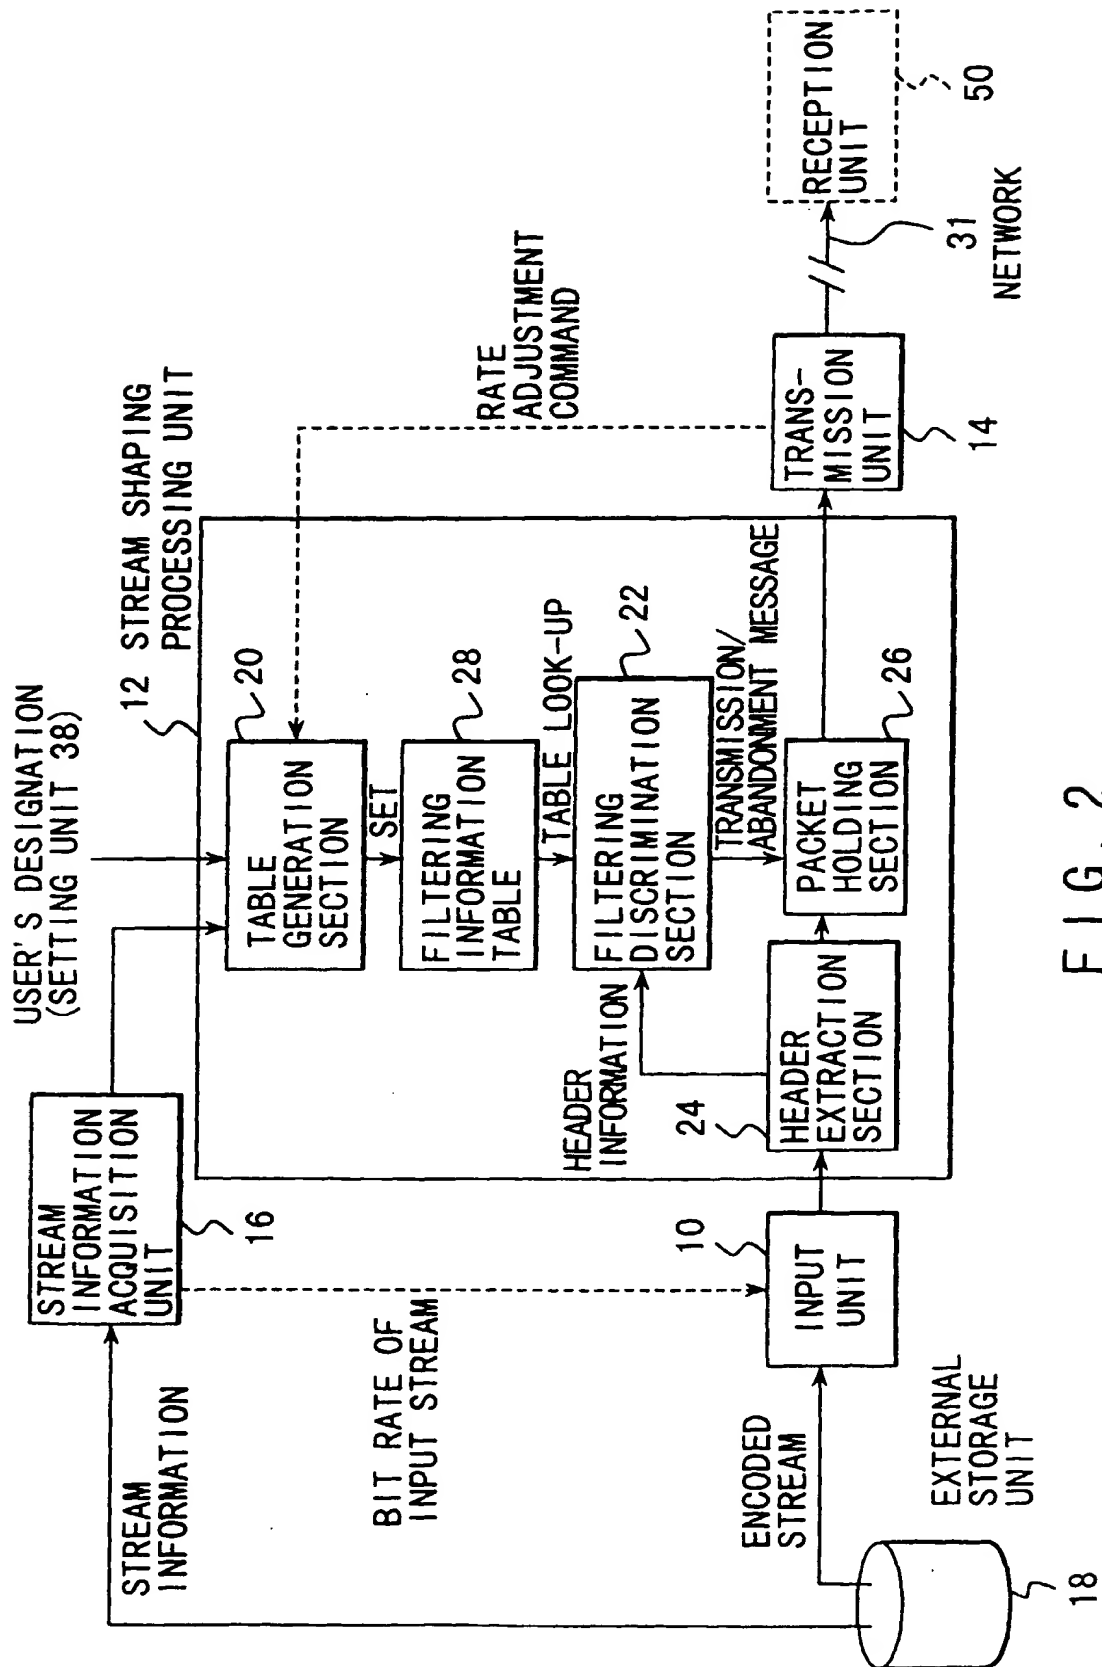 USER'S DESIGNATION
(SETTING UNIT 38)
12 STREAM SHAPING
PROCESSING UNIT
STREAM
INFORMATION
ACQUISITION
UNIT
16
STREAM
INFORMATION
BIT RATE OF
INPUT STREAM
TABLE
GENERATION
SECTION
20
SET
FILTERING
INFORMATION
TABLE
28
TABLE LOOK-UP
FILTERING
DISCRIMINATION
SECTION
22
TRANSMISSION/
ABANDONMENT MESSAGE
HEADER
INFORMATION
RATE
ADJUSTMENT
COMMAND
ENCODED
STREAM
INPUT
UNIT
10
HEADER
EXTRACTION
SECTION
24
PACKET
HOLDING
SECTION
26
TRANS-
MISSION
UNIT
14
RECEPTION
UNIT
50
31
NETWORK
EXTERNAL
STORAGE
UNIT
18
FIG. 2